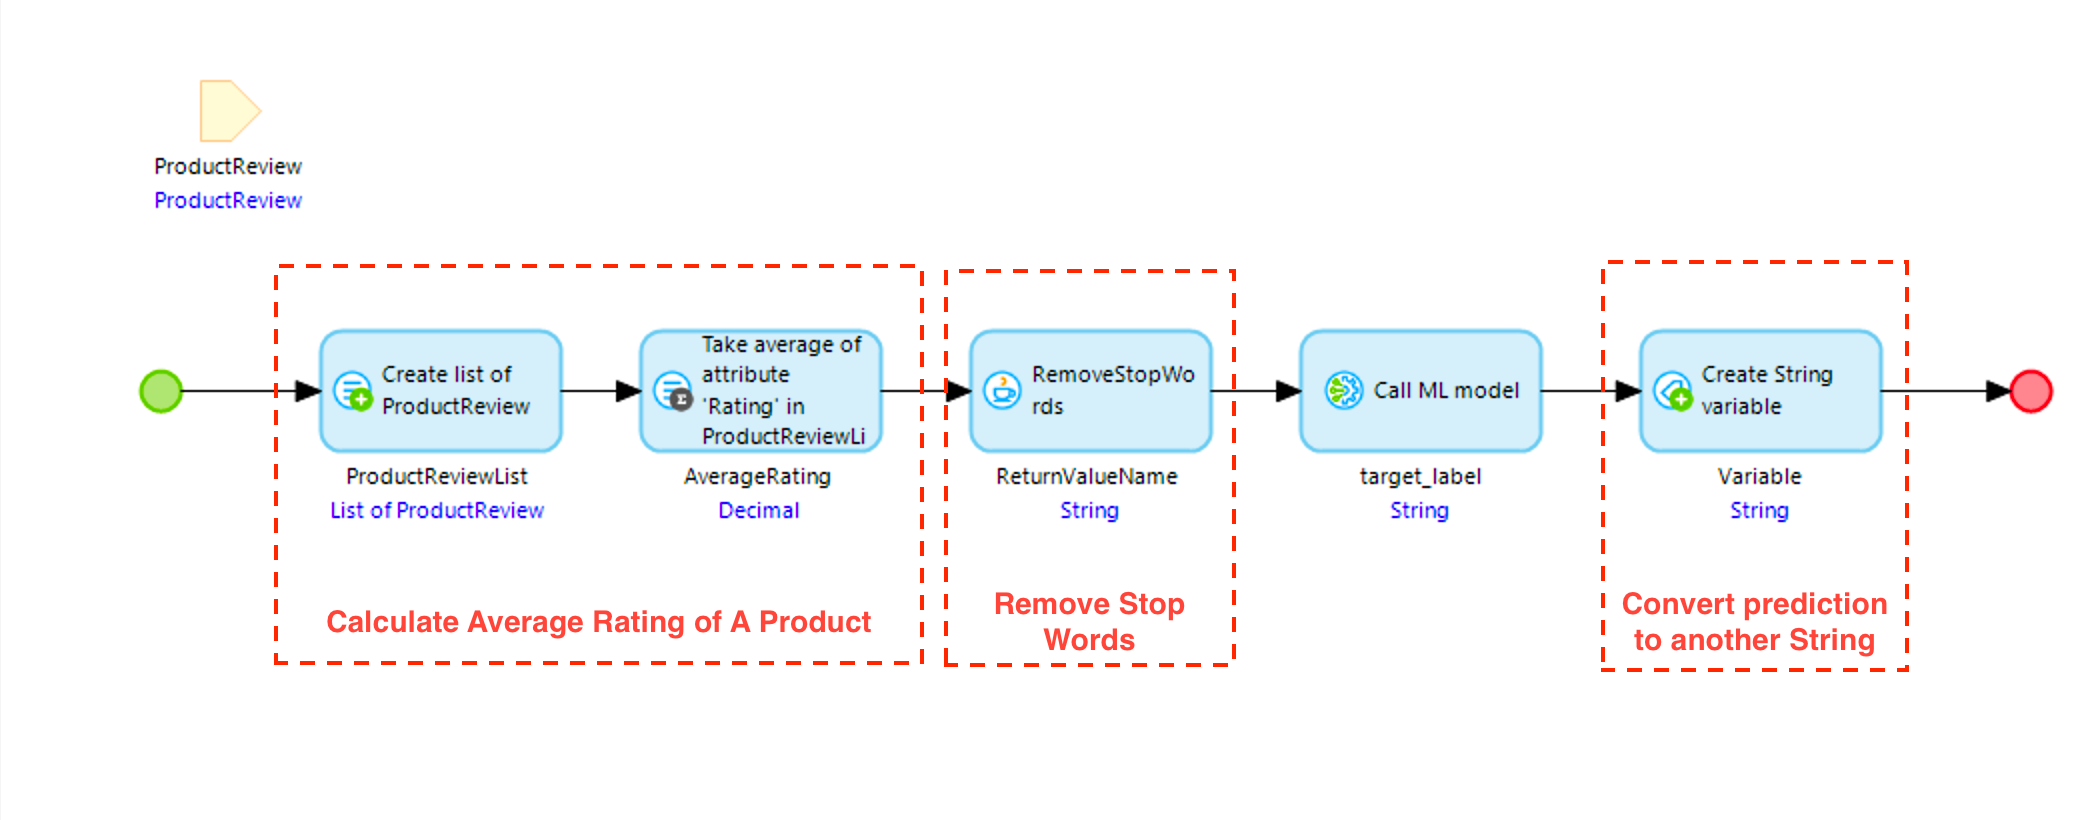 ProductReview
ProductReview
Create list of
ProductReview
ProductReviewList
List of ProductReview
Take average of
attribute
'Rating' in
ProductReviewLi
AverageRating
Decimal
Calculate Average Rating of A Product
RemoveStopWo
rds
ReturnValueName
String
Remove Stop
Words
Call ML model
target_label
String
Create String
variable
Variable
String
Convert prediction
to another String